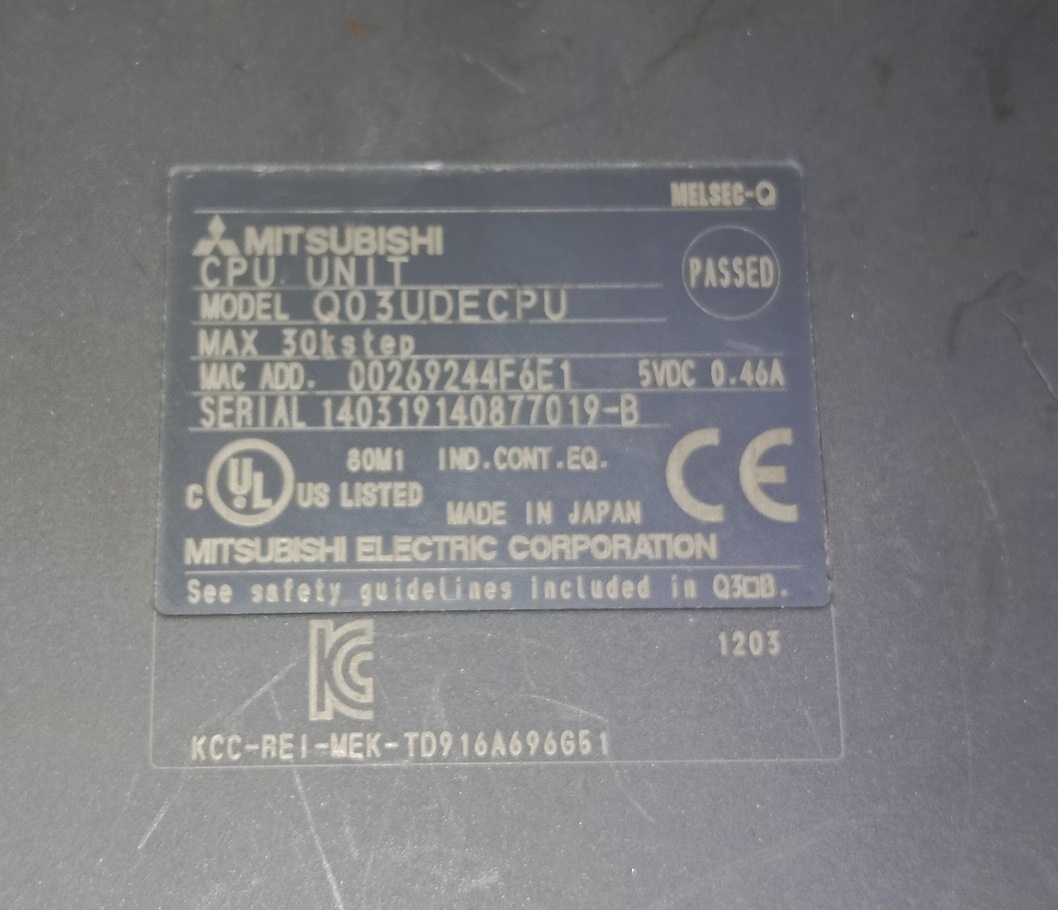 MELSEC-Q
MITSUBISHI
CPU UNIT
PASSED
MODEL Q03UDECPU
MAX 30kstep
MAC ADD. 00269244F6E1 5VDC 0.46A
SERIAL 140319140877019-B
C UL US LISTED 80M1 IND.CONT.EQ.
MADE IN JAPAN
CE
MITSUBISHI ELECTRIC CORPORATION
See safety guidelines included in Q3□B.
KC 1203
KCC-REI-MEK-TD916A696G51